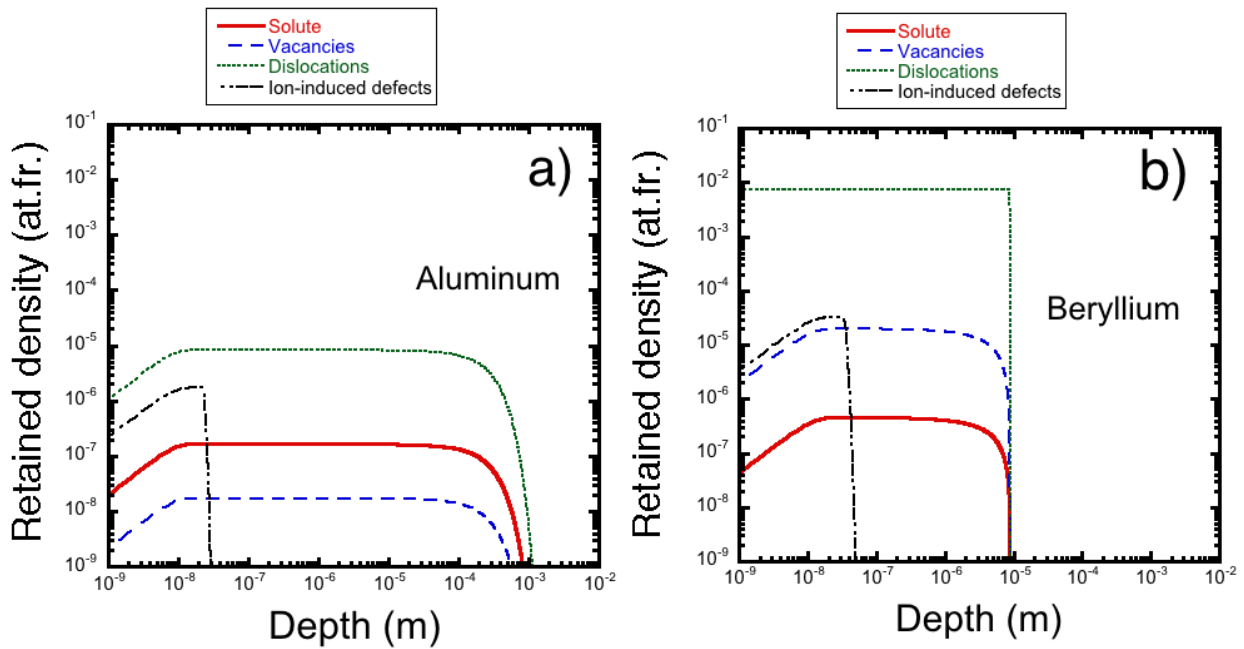 Solute
Vacancies
Dislocations
Ion-induced defects
a)
Aluminum
Retained density (at.fr.)
10^-1
10^-2
10^-3
10^-4
10^-5
10^-6
10^-7
10^-8
10^-9
10^-9 10^-8 10^-7 10^-6 10^-5 10^-4 10^-3 10^-2
Depth (m)
Solute
Vacancies
Dislocations
Ion-induced defects
b)
Beryllium
Retained density (at.fr.)
10^-1
10^-2
10^-3
10^-4
10^-5
10^-6
10^-7
10^-8
10^-9
10^-9 10^-8 10^-7 10^-6 10^-5 10^-4 10^-3 10^-2
Depth (m)